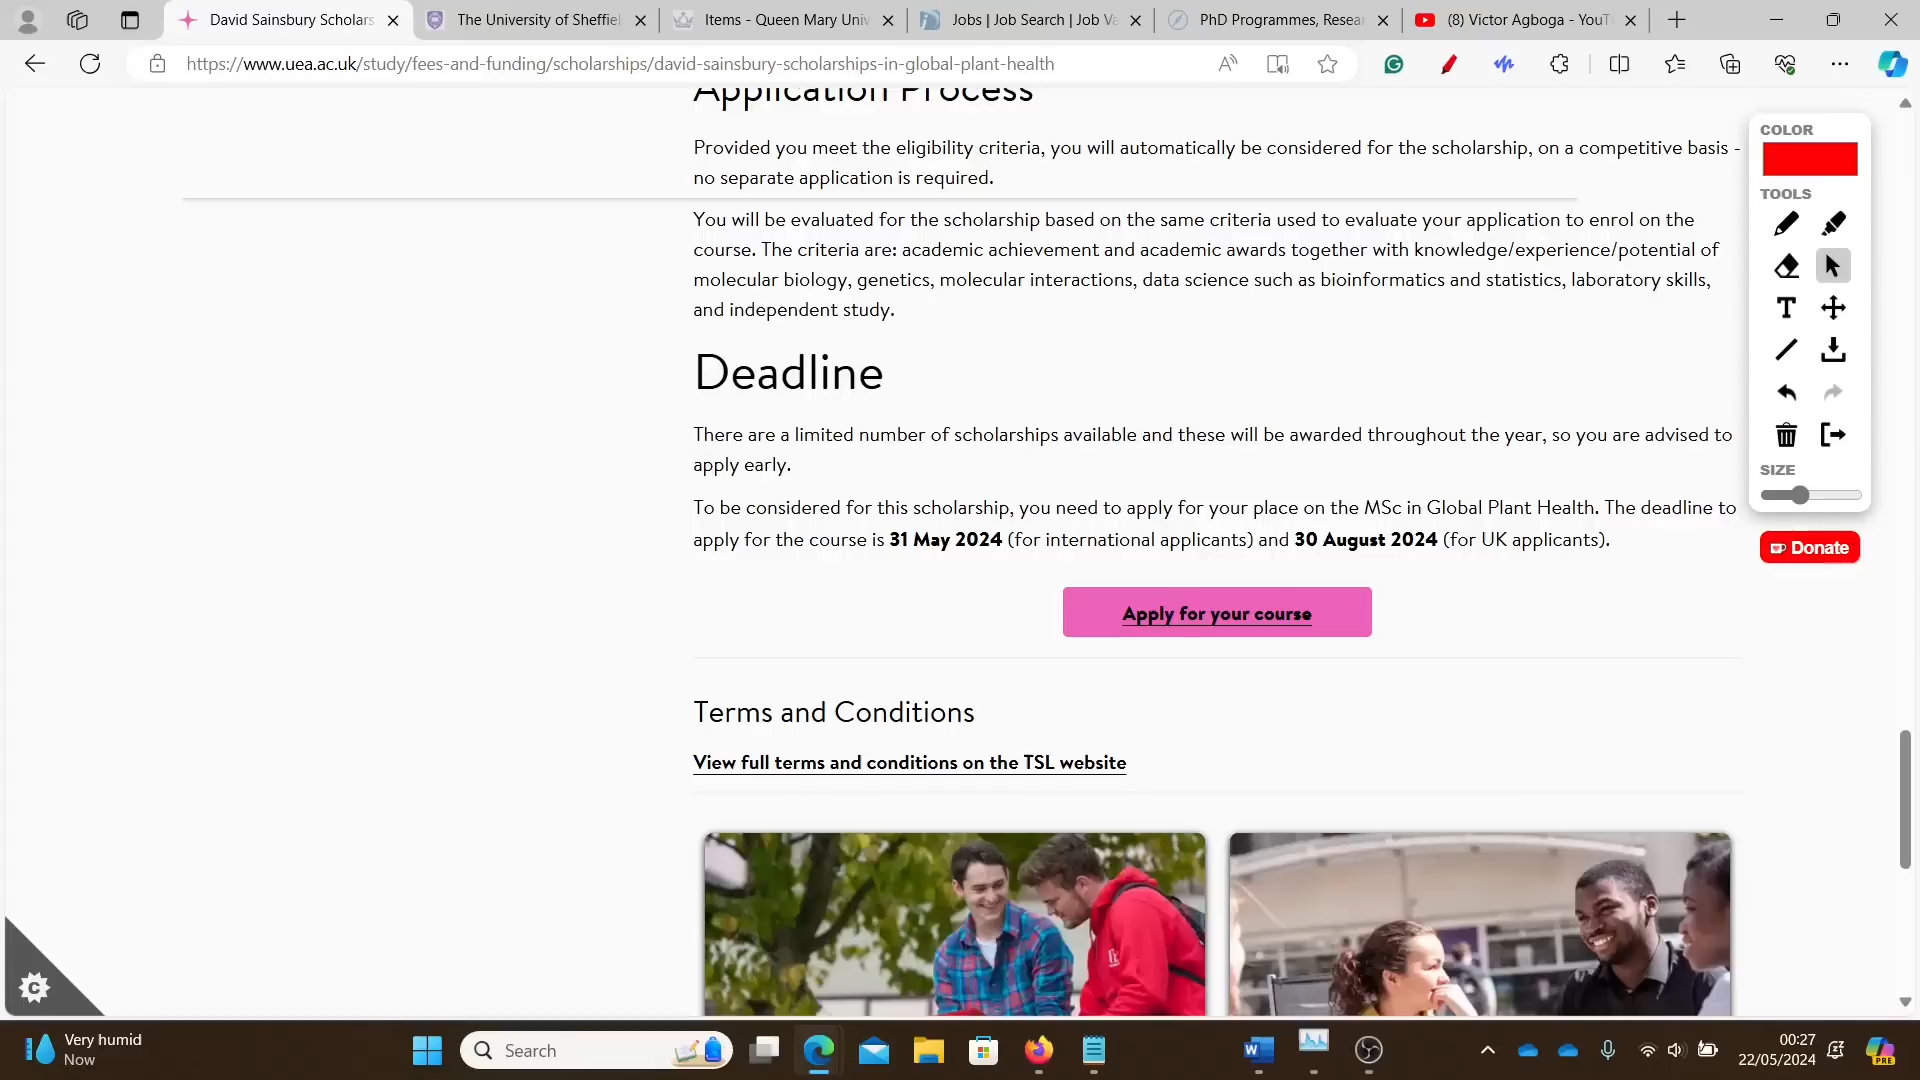 David Sainsbury Scholars
The University of Sheffie
Items - Queen Mary Univ
Jobs | Job Search | Job Va
PhD Programmes, Resea
(8) Victor Agboga - YouT
https://www.uea.ac.uk/study/fees-and-funding/scholarships/david-sainsbury-scholarships-in-global-plant-health
Application Process
Provided you meet the eligibility criteria, you will automatically be considered for the scholarship, on a competitive basis -
no separate application is required.
You will be evaluated for the scholarship based on the same criteria used to evaluate your application to enrol on the
course. The criteria are: academic achievement and academic awards together with knowledge/experience/potential of
molecular biology, genetics, molecular interactions, data science such as bioinformatics and statistics, laboratory skills,
and independent study.
Deadline
There are a limited number of scholarships available and these will be awarded throughout the year, so you are advised to
apply early.
To be considered for this scholarship, you need to apply for your place on the MSc in Global Plant Health. The deadline to
apply for the course is 31 May 2024 (for international applicants) and 30 August 2024 (for UK applicants).
Apply for your course
Terms and Conditions
View full terms and conditions on the TSL website
COLOR
TOOLS
T
SIZE
Donate
C
Very humid
Now
Search
W
00:27
22/05/2024
PRE